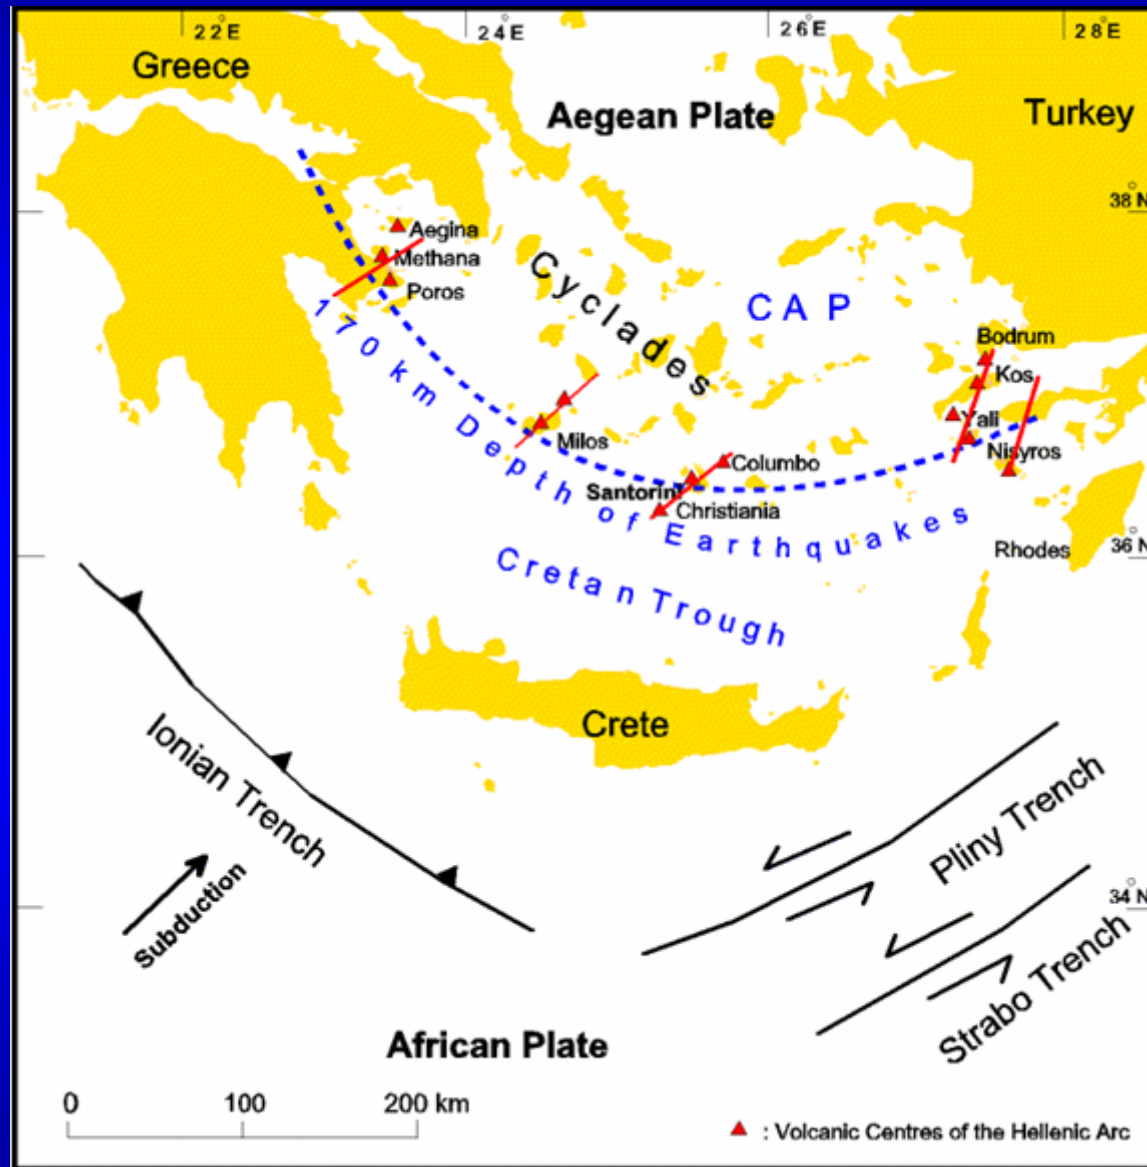 22°E
24°E
26°E
28°E
Greece
Aegean Plate
Turkey
38°N
Aegina
Methana
Poros
Cyclades
CAP
Bodrum
Kos
Yali
Nisyros
Milos
Columbo
Santorini
Christiania
170 km Depth of Earthquakes
Rhodes
36°N
Cretan Trough
Crete
Ionian Trench
Pliny Trench
Subduction
34°N
Strabo Trench
African Plate
0 100 200 km
: Volcanic Centres of the Hellenic Arc